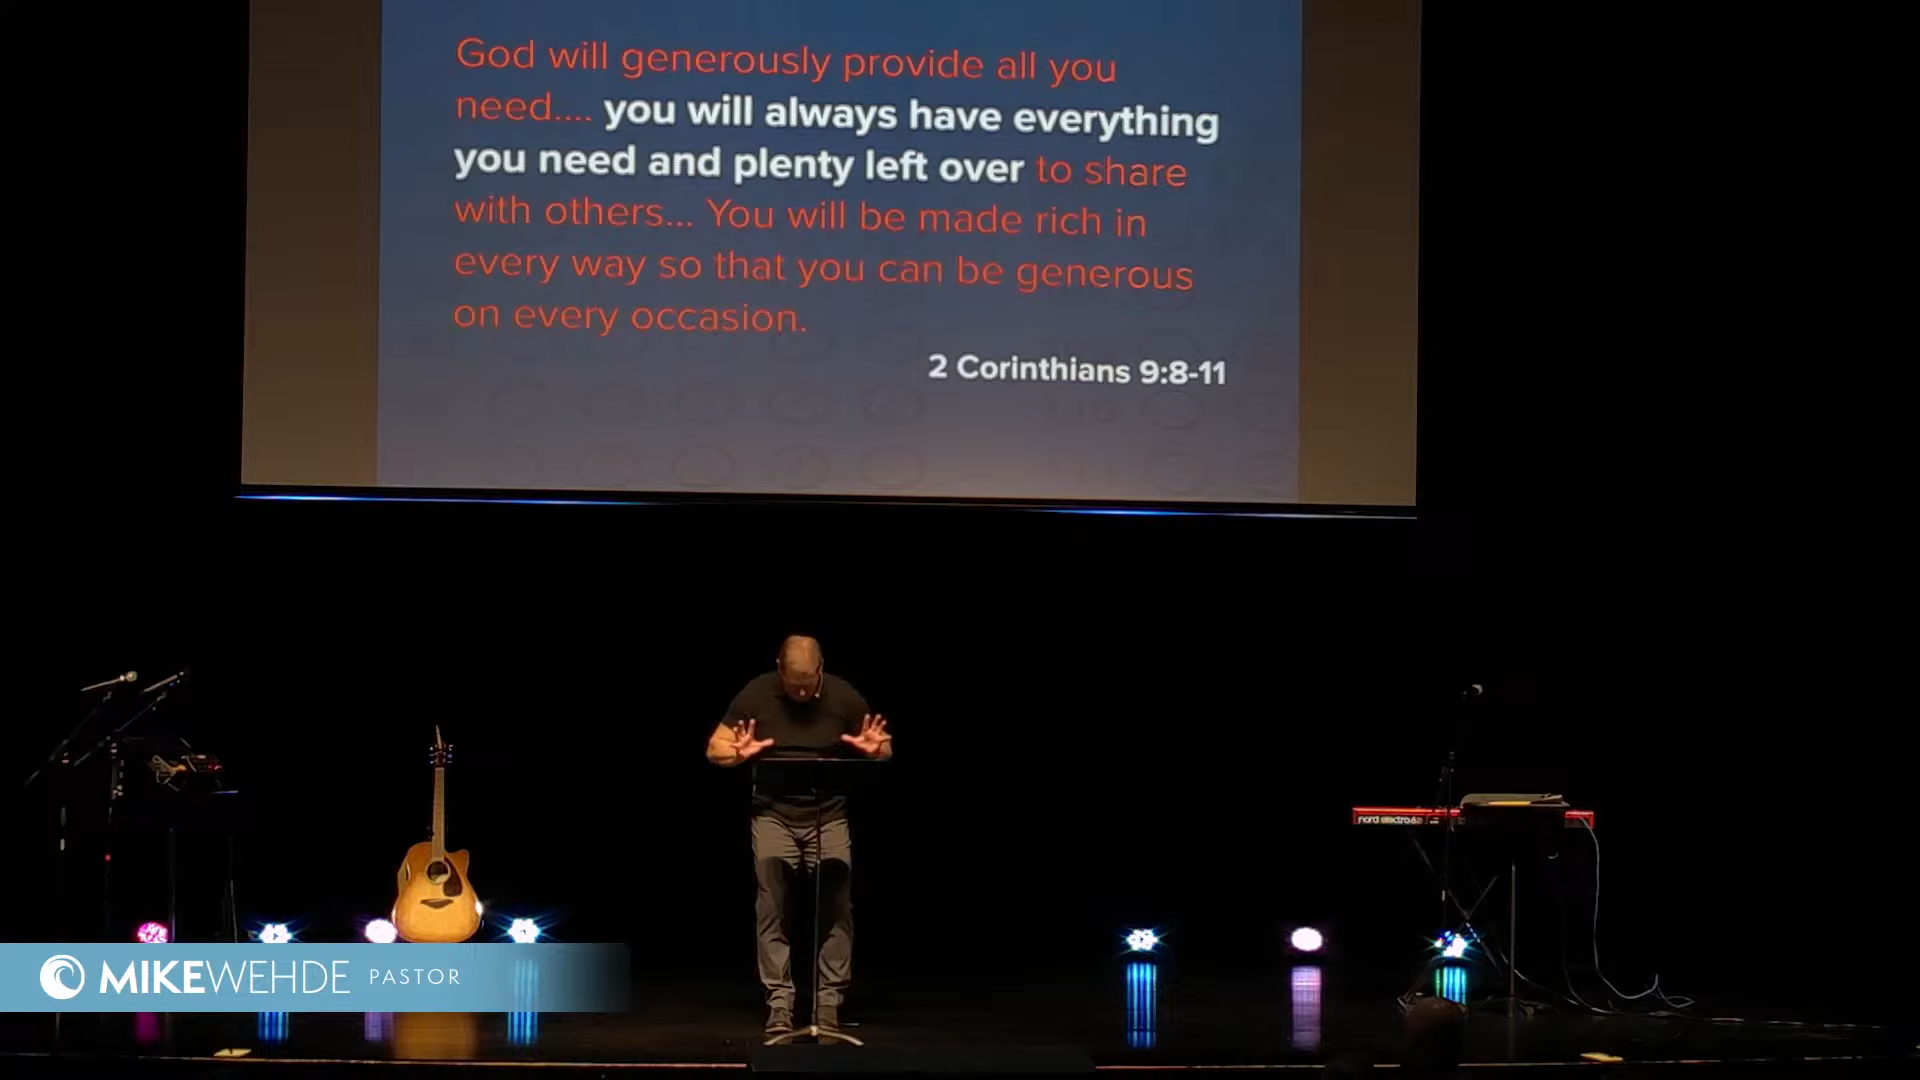 God will generously provide all you
need.... you will always have everything
you need and plenty left over to share
with others... You will be made rich in
every way so that you can be generous
on every occasion.
2 Corinthians 9:8-11
nord electro
MIKEWEHDE PASTOR